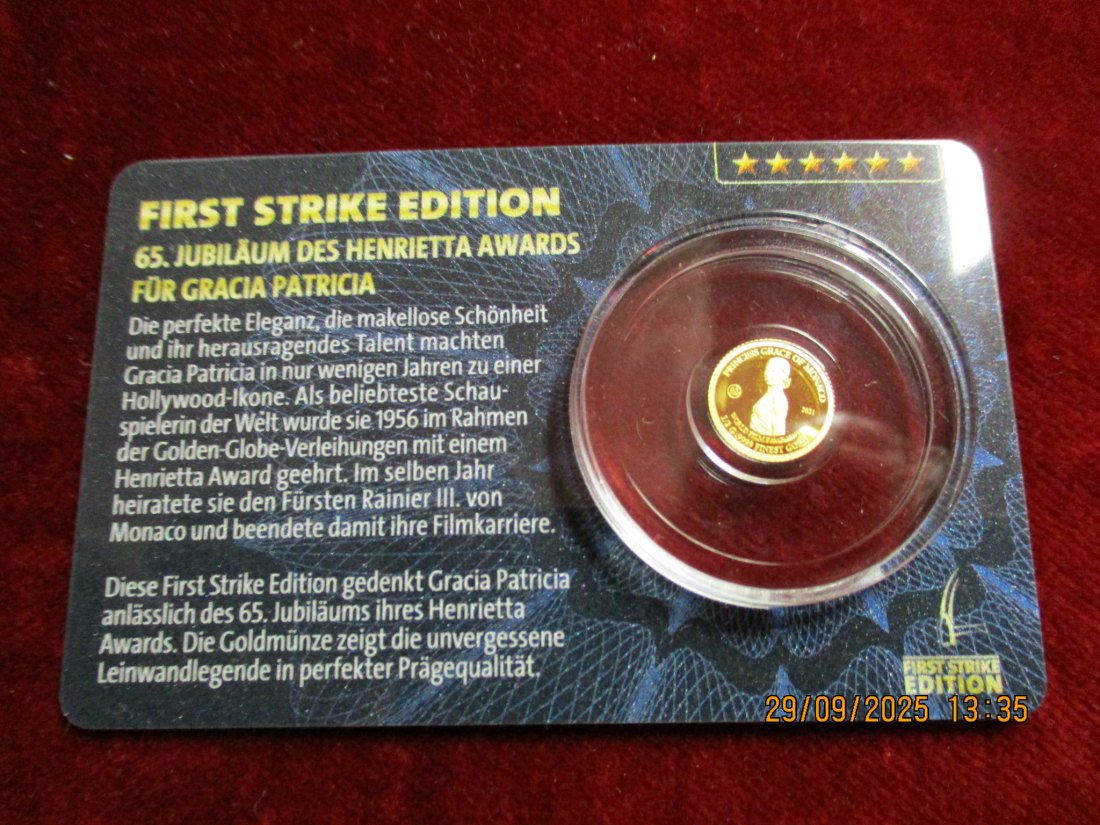 FIRST STRIKE EDITION
65. JUBILÄUM DES HENRIETTA AWARDS
FÜR GRACIA PATRICIA
Die perfekte Eleganz, die makellose Schönheit
und ihr herausragendes Talent machten
Gracia Patricia in nur wenigen Jahren zu einer
Hollywood-Ikone. Als beliebteste Schau-
spielerin der Welt wurde sie 1956 im Rahmen
der Golden-Globe-Verleihungen mit einem
Henrietta Award geehrt. Im selben Jahr
heiratete sie den Fürsten Rainier III. von
Monaco und beendete damit ihre Filmkarriere.
Diese First Strike Edition gedenkt Gracia Patricia
anlässlich des 65. Jubiläums ihres Henrietta
Awards. Die Goldmünze zeigt die unvergessene
Leinwandlegende in perfekter Prägequalität.
PRINCESS GRACE OF MONACO
2021
WORLD FILM
FINEST GOLD
FIRST STRIKE
EDITION
29/09/2025 13:35